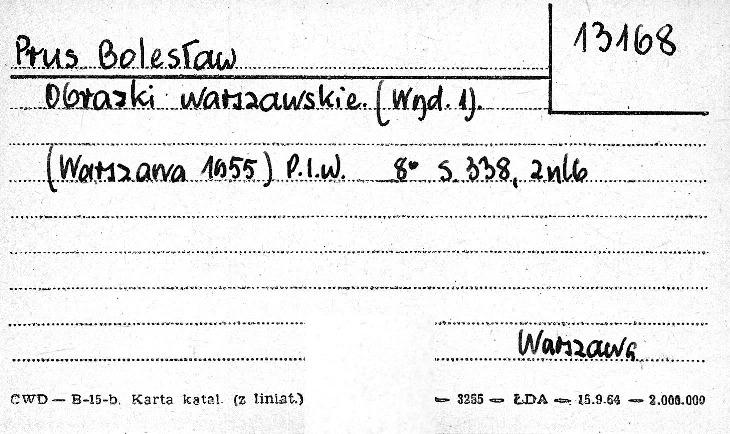 13168
Prus Bolesław
Obrazki warszawskie. (Wyd. 1).
(Warszawa 1955) P.I.W. 8° s. 338, 2nlb
Warszawa
CWD — B-15-b. Karta katal. (z liniat.) — 3255 — ŁDA — 15.9.64 — 2.000.000